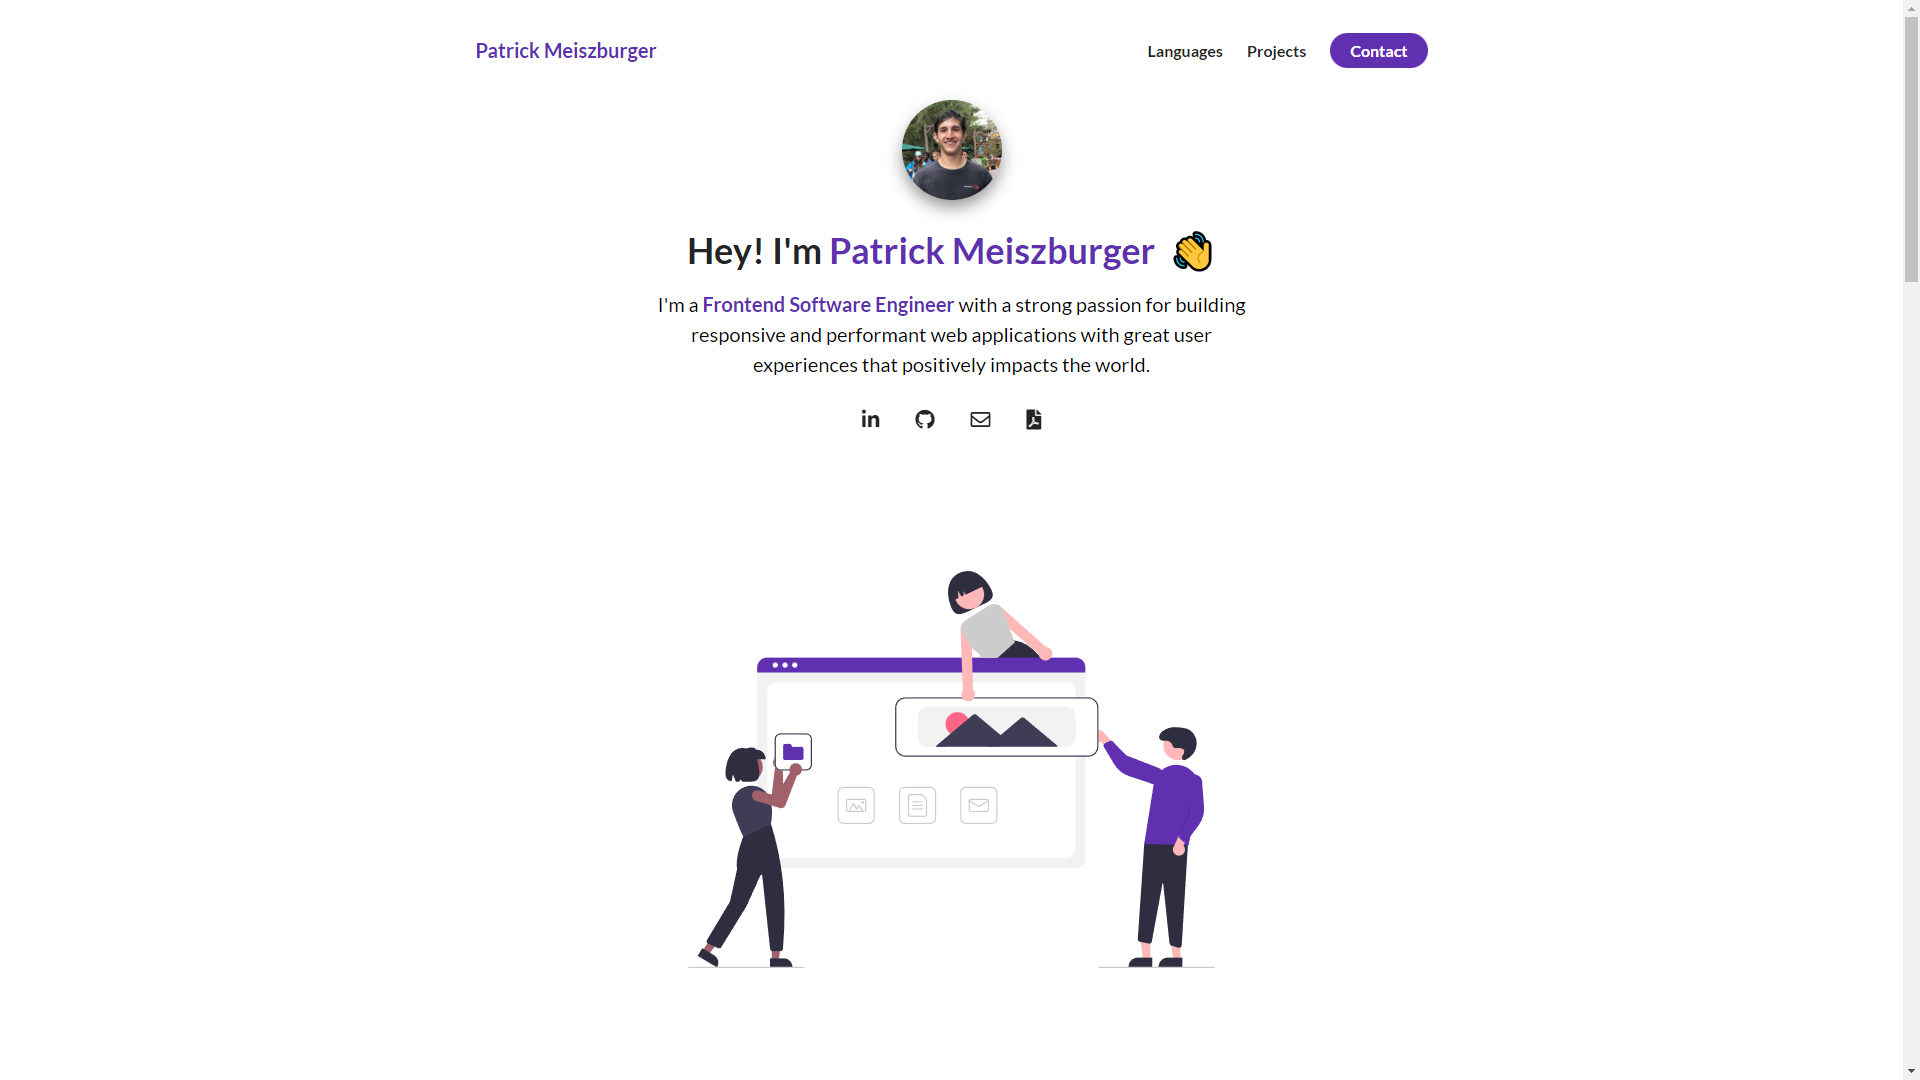 Patrick Meiszburger
Languages
Projects
Contact
Hey! I'm Patrick Meiszburger
I'm a Frontend Software Engineer with a strong passion for building
responsive and performant web applications with great user
experiences that positively impacts the world.